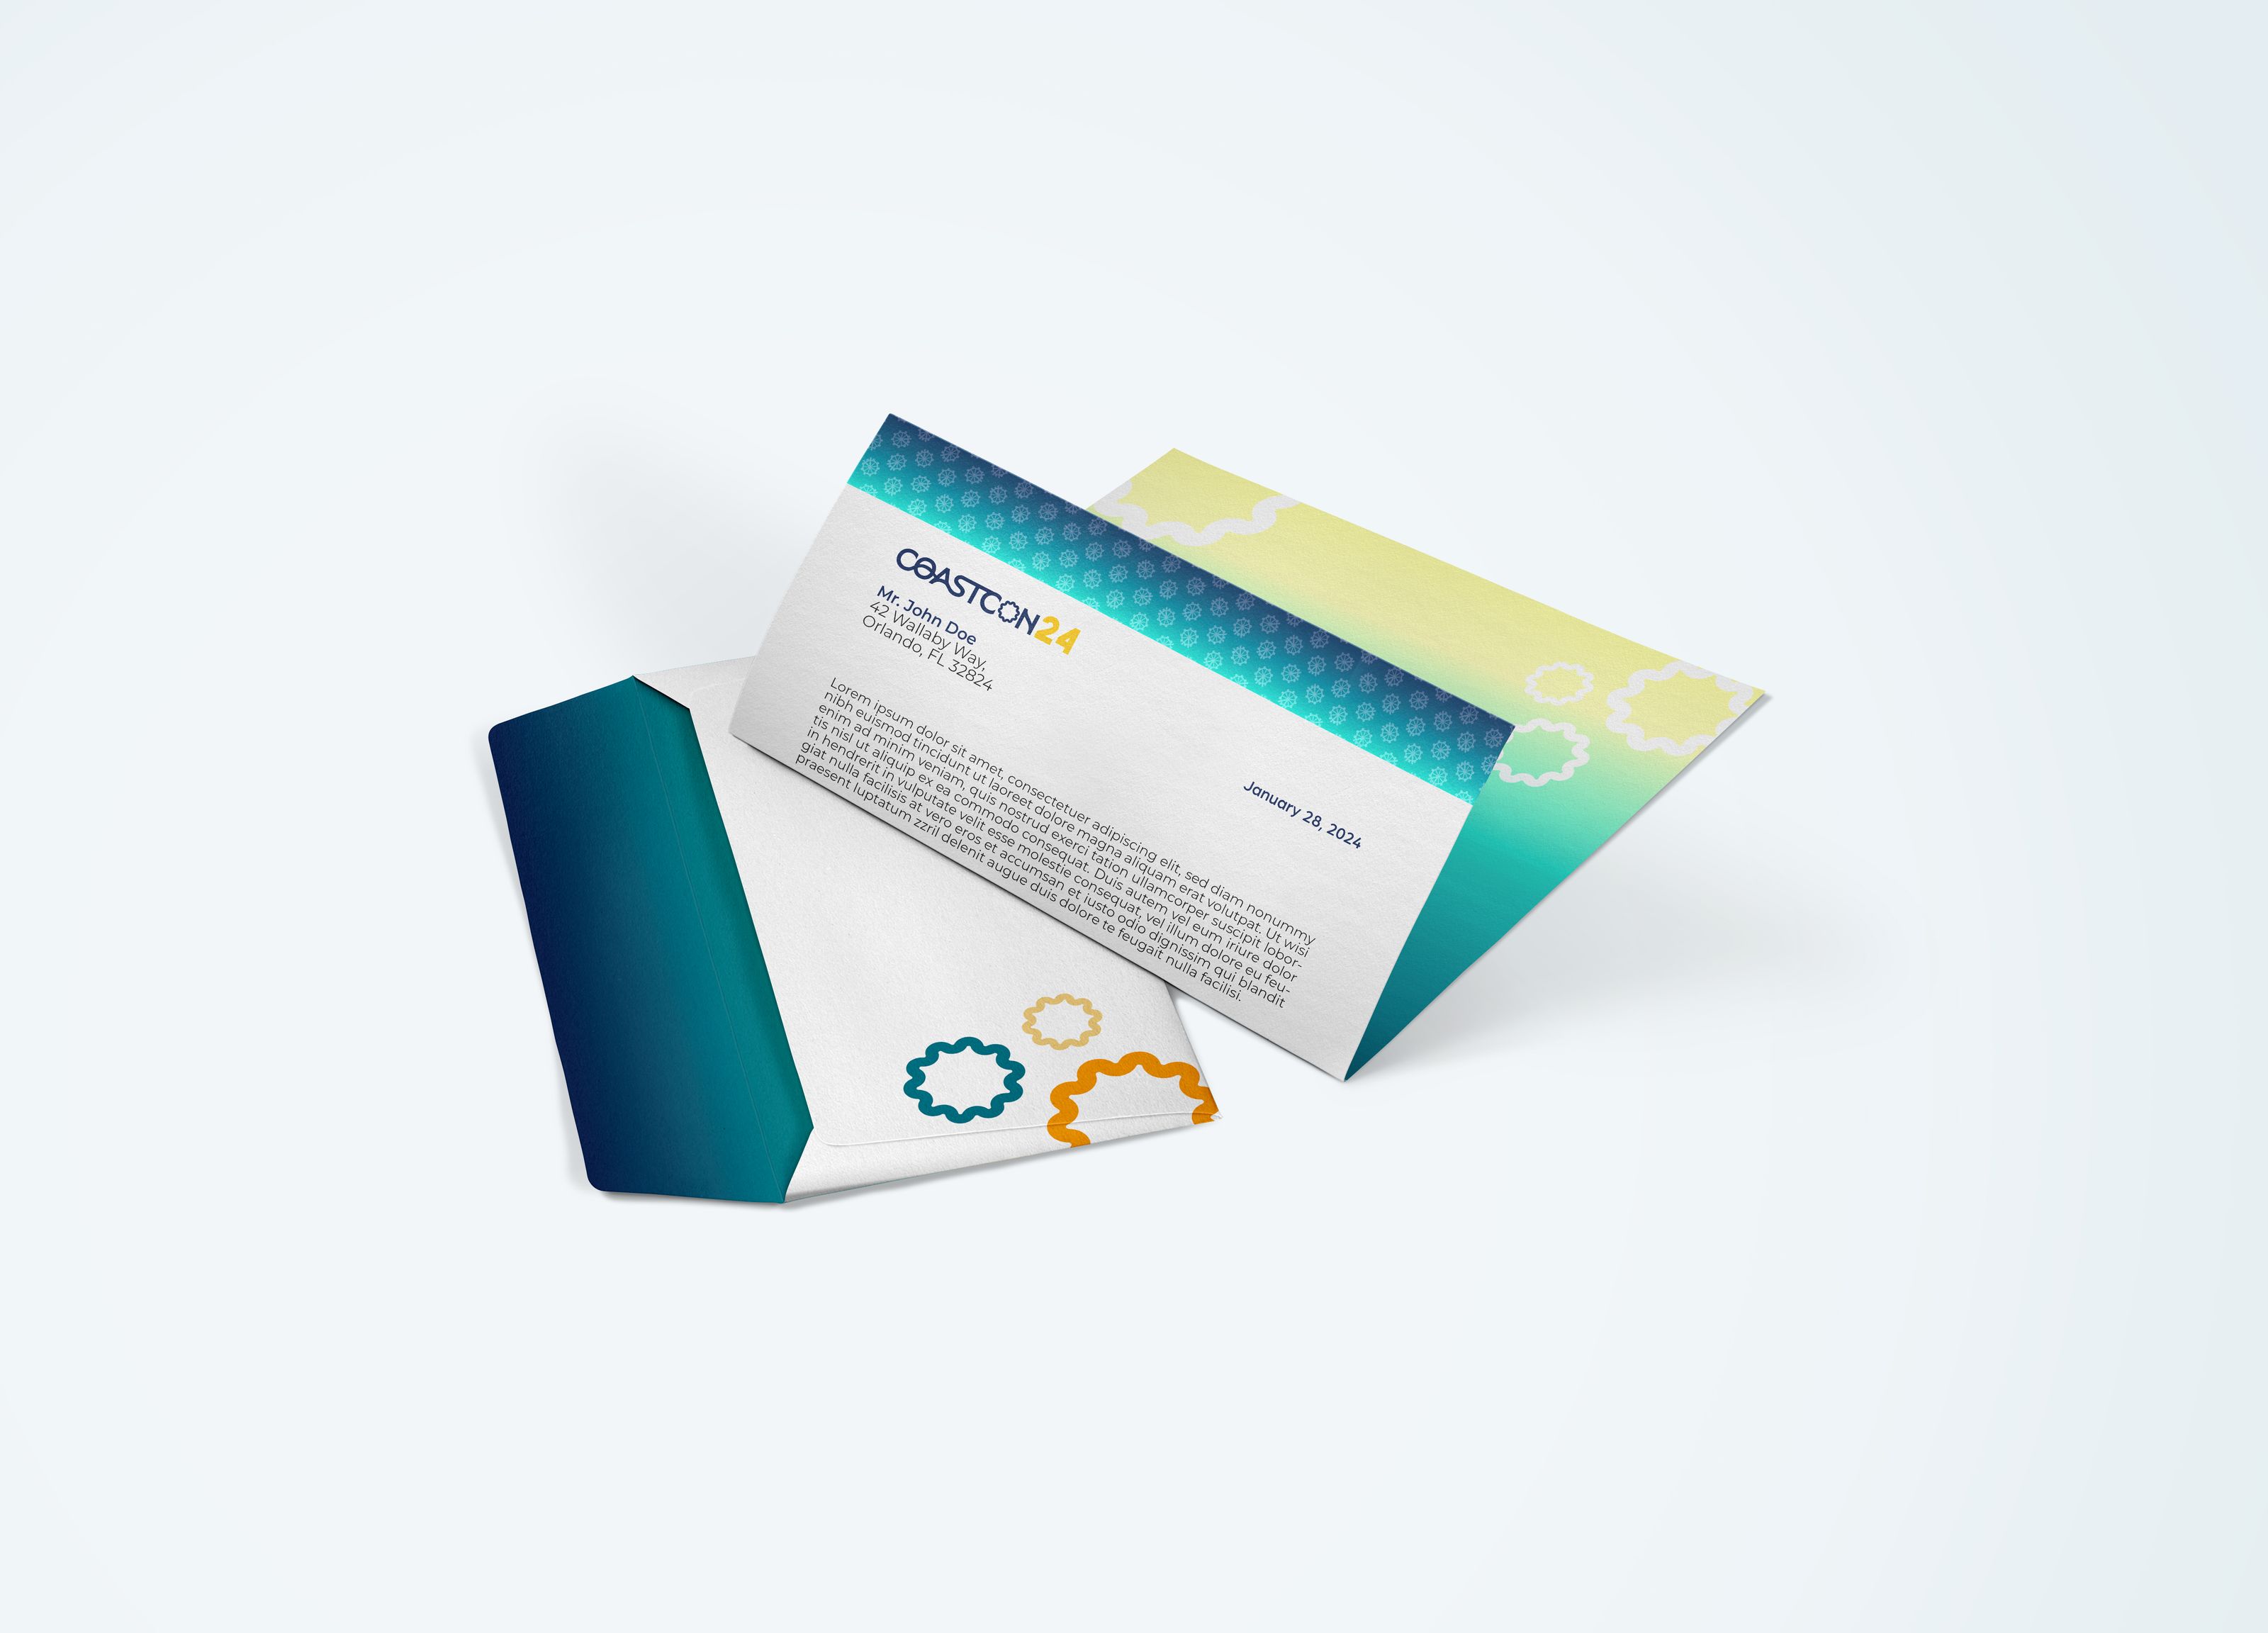 COASTCON24
Mr. John Doe
42 Wallaby Way,
Orlando, FL 32824
January 28, 2024
Lorem ipsum dolor sit amet, consectetuer adipiscing elit, sed diam nonummy
nibh euismod tincidunt ut laoreet dolore magna aliquam erat volutpat. Ut wisi
enim ad minim veniam, quis nostrud exerci tation ullamcorper suscipit lobor-
tis nisl ut aliquip ex ea commodo consequat. Duis autem vel eum iriure dolor
in hendrerit in vulputate velit esse molestie consequat, vel illum dolore eu feu-
giat nulla facilisis at vero eros et accumsan et iusto odio dignissim qui blandit
praesent luptatum zzril delenit augue duis dolore te feugait nulla facilisi.